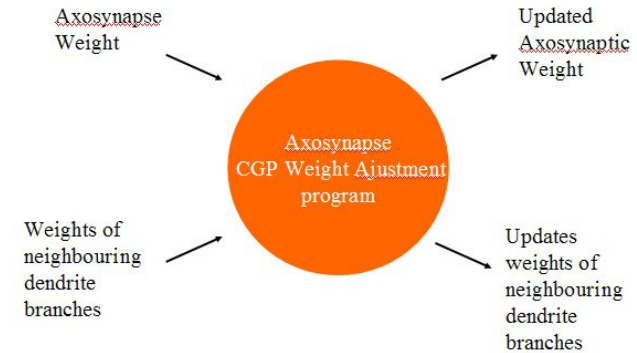 Axosynapse
Weight
Updated
Axosynaptic
Weight
Axosynapse
CGP Weight Ajustment
program
Weights of
neighbouring
dendrite
branches
Updates
weights of
neighbouring
dendrite
branches